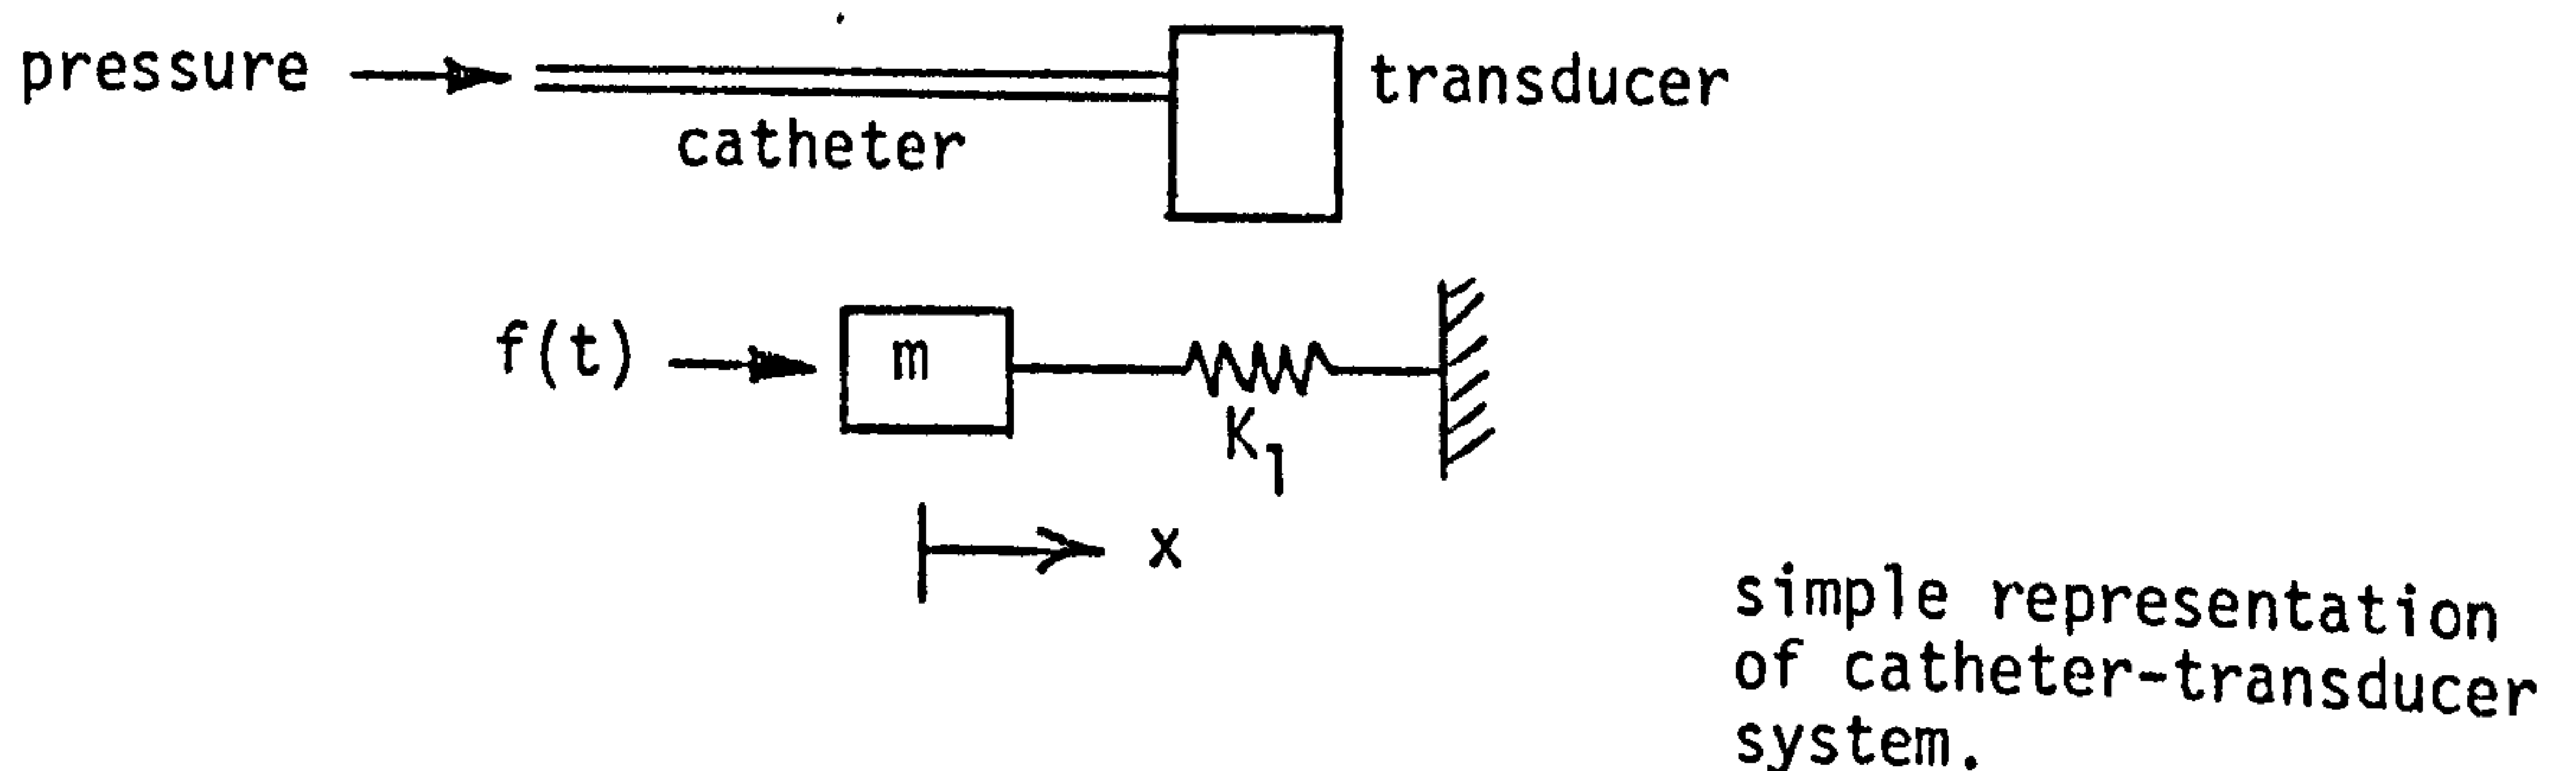 pressure
transducer
catheter
f(t)
m
K1
x
simple representation
of catheter-transducer
system.